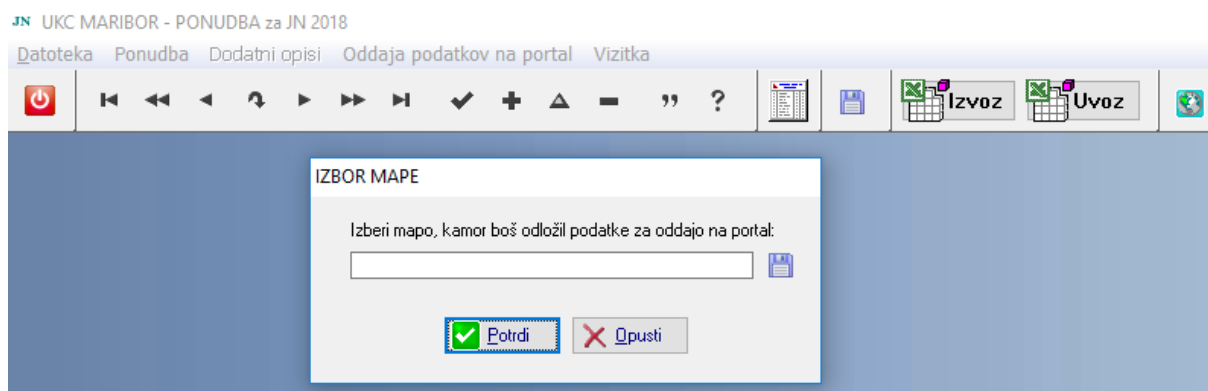 JN UKC MARIBOR - PONUDBA za JN 2018
Datoteka Ponudba Dodatni opisi Oddaja podatkov na portal Vizitka
Izvoz Uvoz
IZBOR MAPE
Izberi mapo, kamor boš odložil podatke za oddajo na portal:
Potrdi Opusti